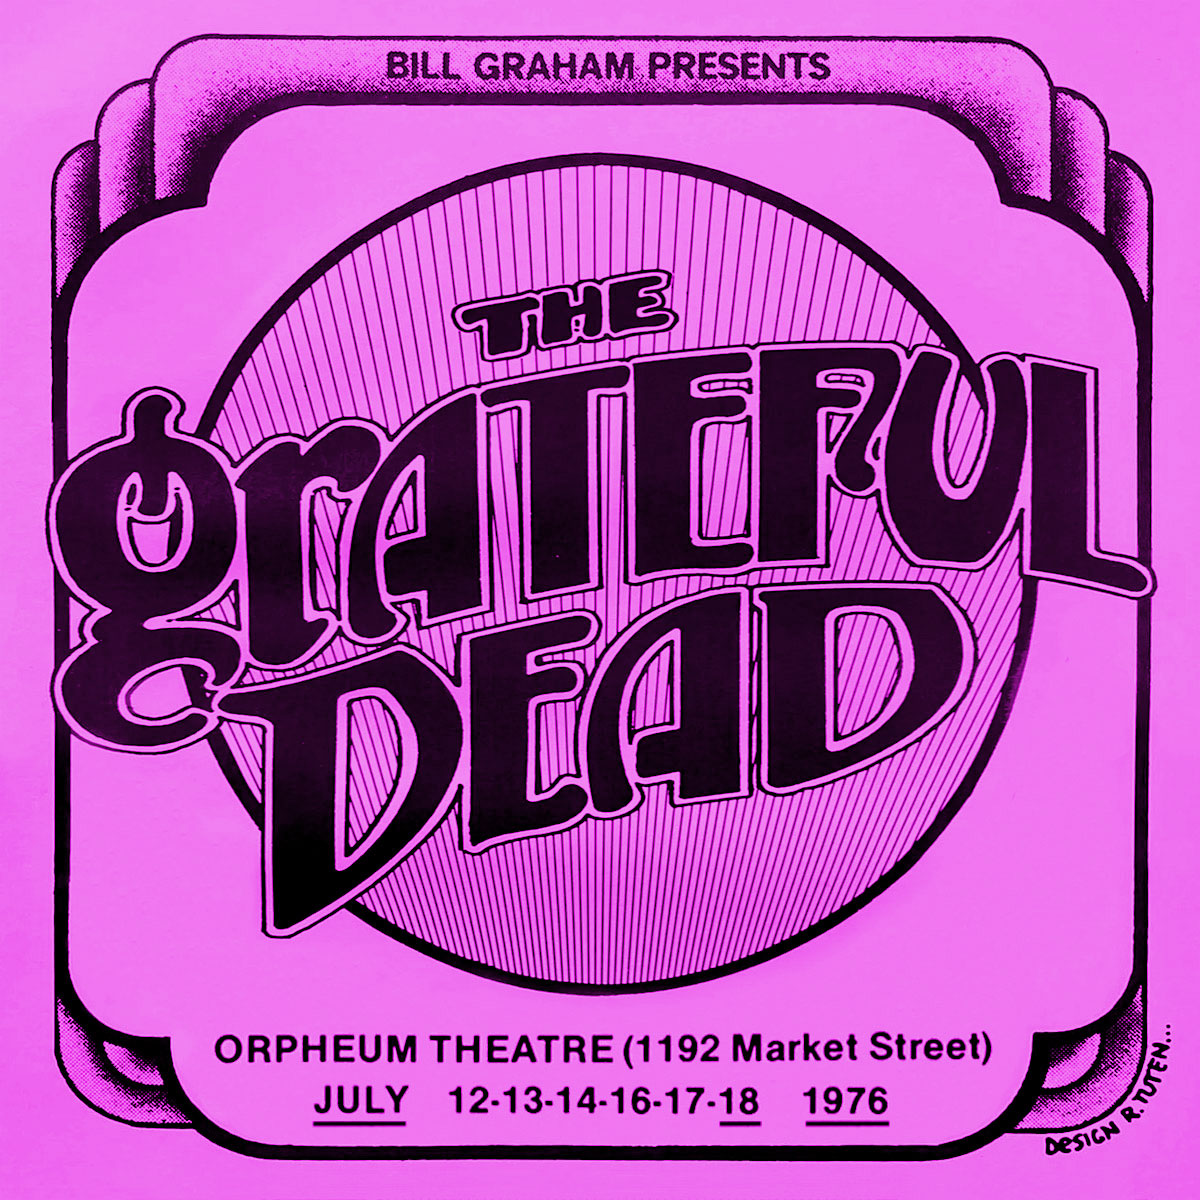 BILL GRAHAM PRESENTS
THE
grATEFUL
DEAD
ORPHEUM THEATRE (1192 Market Street)
JULY 12-13-14-16-17-18 1976
DESIGN R. TUTEN...